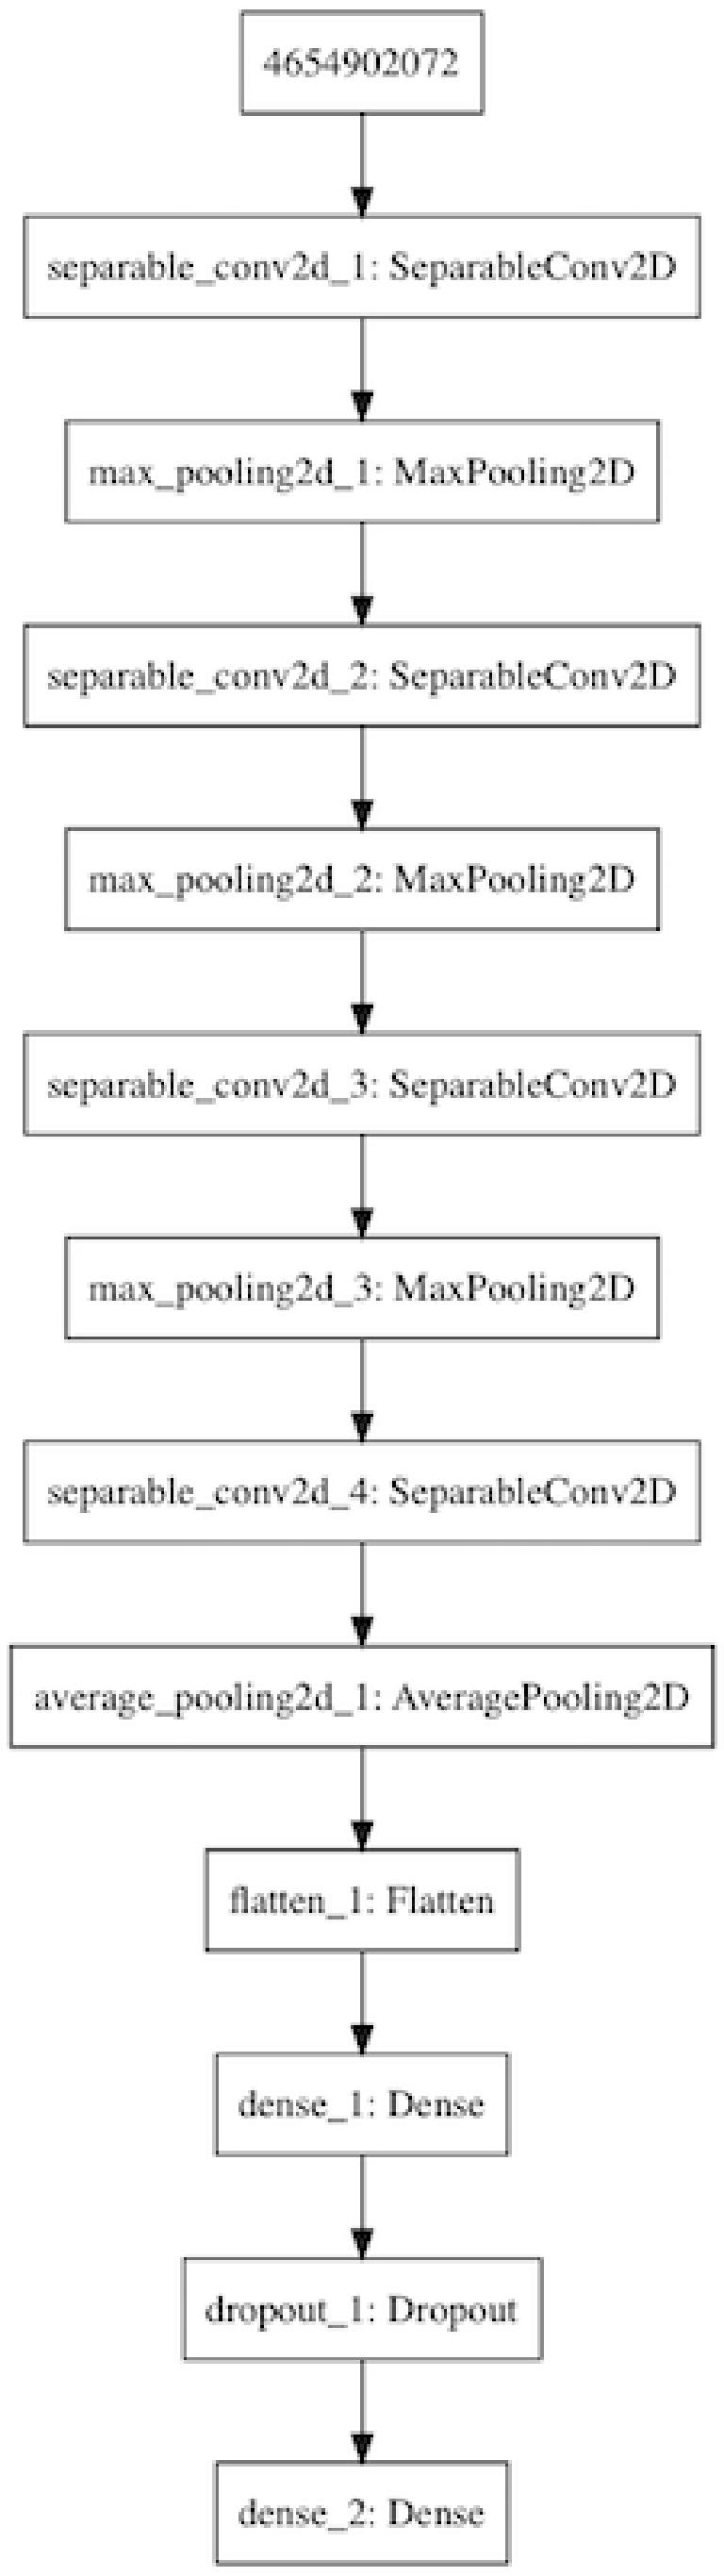 4654902072
separable_conv2d_1: SeparableConv2D
max_pooling2d_1: MaxPooling2D
separable_conv2d_2: SeparableConv2D
max_pooling2d_2: MaxPooling2D
separable_conv2d_3: SeparableConv2D
max_pooling2d_3: MaxPooling2D
separable_conv2d_4: SeparableConv2D
average_pooling2d_1: AveragePooling2D
flatten_1: Flatten
dense_1: Dense
dropout_1: Dropout
dense_2: Dense